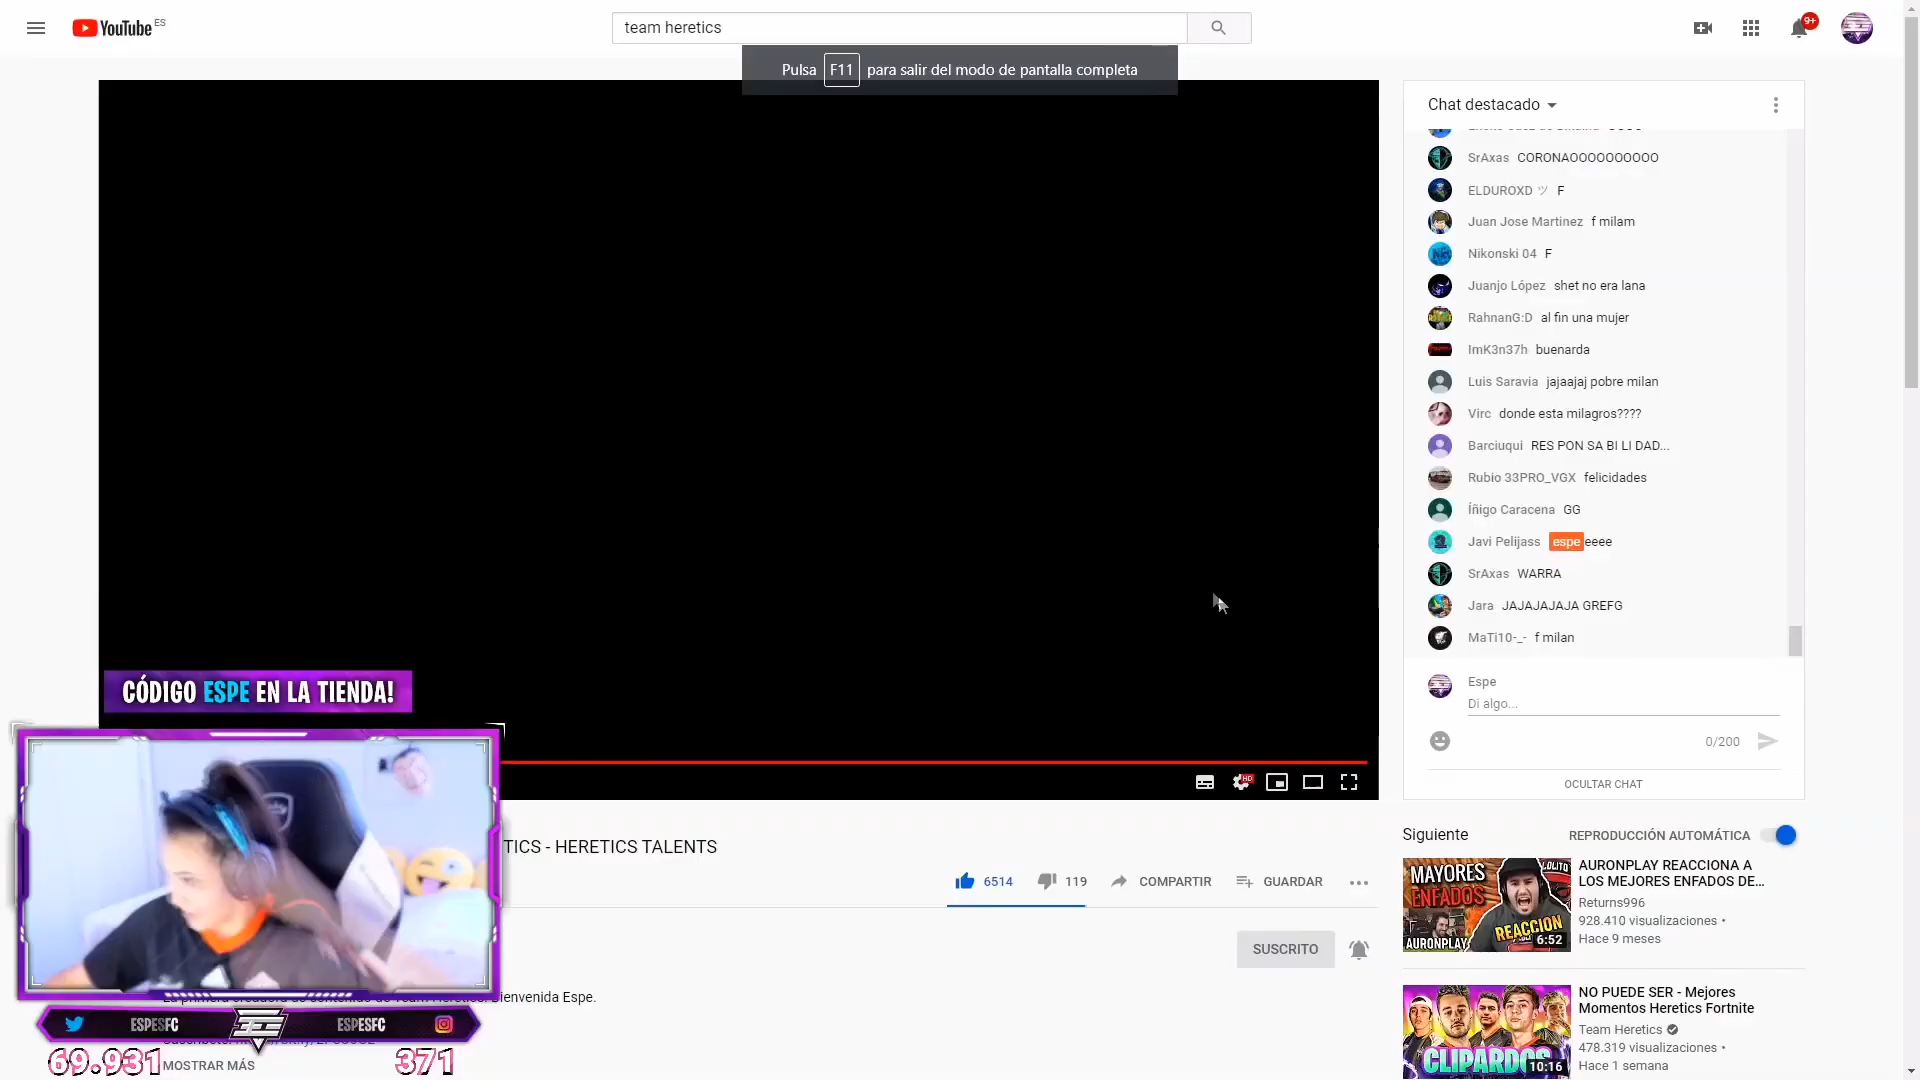 YouTube ES
team heretics
9+
Pulsa F11 para salir del modo de pantalla completa
Chat destacado
SrAxas CORONAOOOOOOOOOO
ELDUROXD ツ F
Juan Jose Martinez f milam
Nikonski 04 F
Juanjo López shet no era lana
RahnanG:D al fin una mujer
ImK3n37h buenarda
Luis Saravia jajaajaj pobre milan
Virc donde esta milagros????
Barciuqui RES PON SA BI LI DAD...
Rubio 33PRO_VGX felicidades
Íñigo Caracena GG
Javi Pelijass espeeeee
SrAxas WARRA
Jara JAJAJAJAJA GREFG
MaTi10-_- f milan
Espe
Di algo...
0/200
OCULTAR CHAT
CÓDIGO ESPE EN LA TIENDA!
HD
TICS - HERETICS TALENTS
6514 119 COMPARTIR GUARDAR
SUSCRITO
ienvenida Espe.
ESPESFC ESPESFC
69.931 371
MOSTRAR MÁS
Siguiente REPRODUCCIÓN AUTOMÁTICA
MAYORES ENFADOS
LOLITO
AURONPLAY
REACCION
6:52
AURONPLAY REACCIONA A
LOS MEJORES ENFADOS DE...
Returns996
928.410 visualizaciones •
Hace 9 meses
CLIPARDOS
10:16
NO PUEDE SER - Mejores
Momentos Heretics Fortnite
Team Heretics
478.319 visualizaciones •
Hace 1 semana